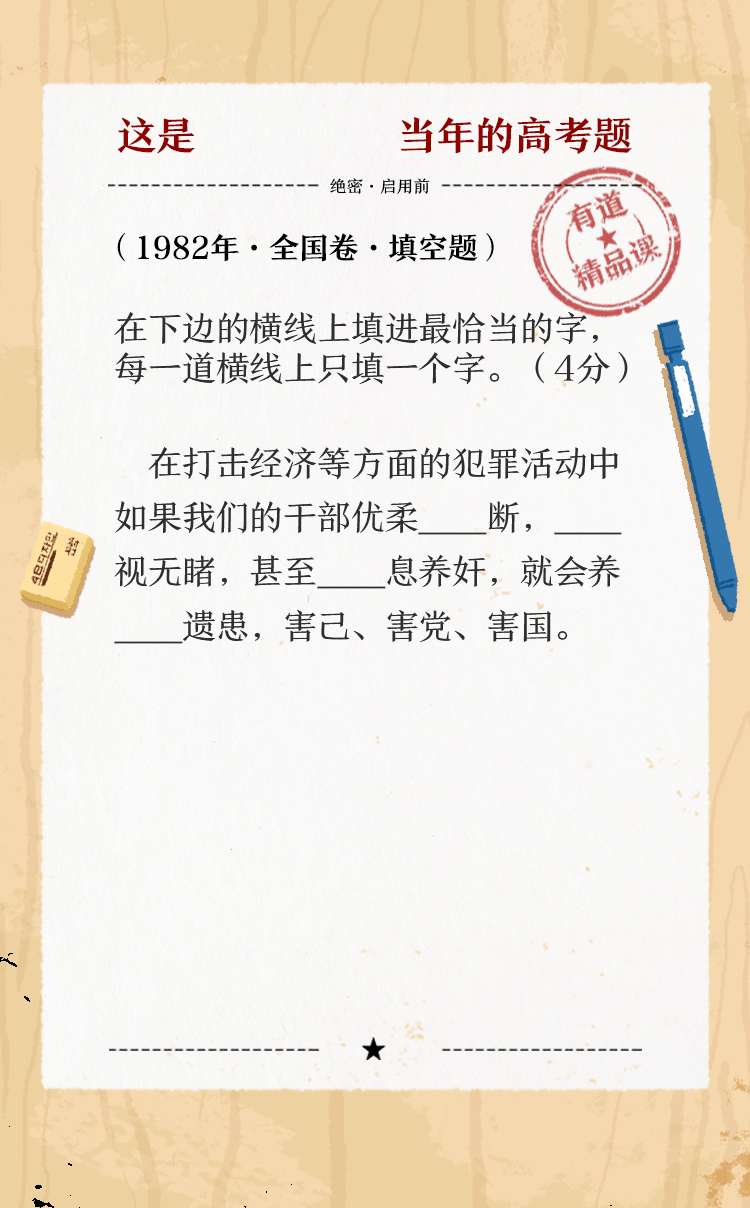 这是 当年的高考题
绝密·启用前
（1982年·全国卷·填空题）
有道
精品课
在下边的横线上填进最恰当的字，
每一道横线上只填一个字。（4分）
在打击经济等方面的犯罪活动中
如果我们的干部优柔____断，____
视无睹，甚至____息养奸，就会养
____遗患，害己、害党、害国。